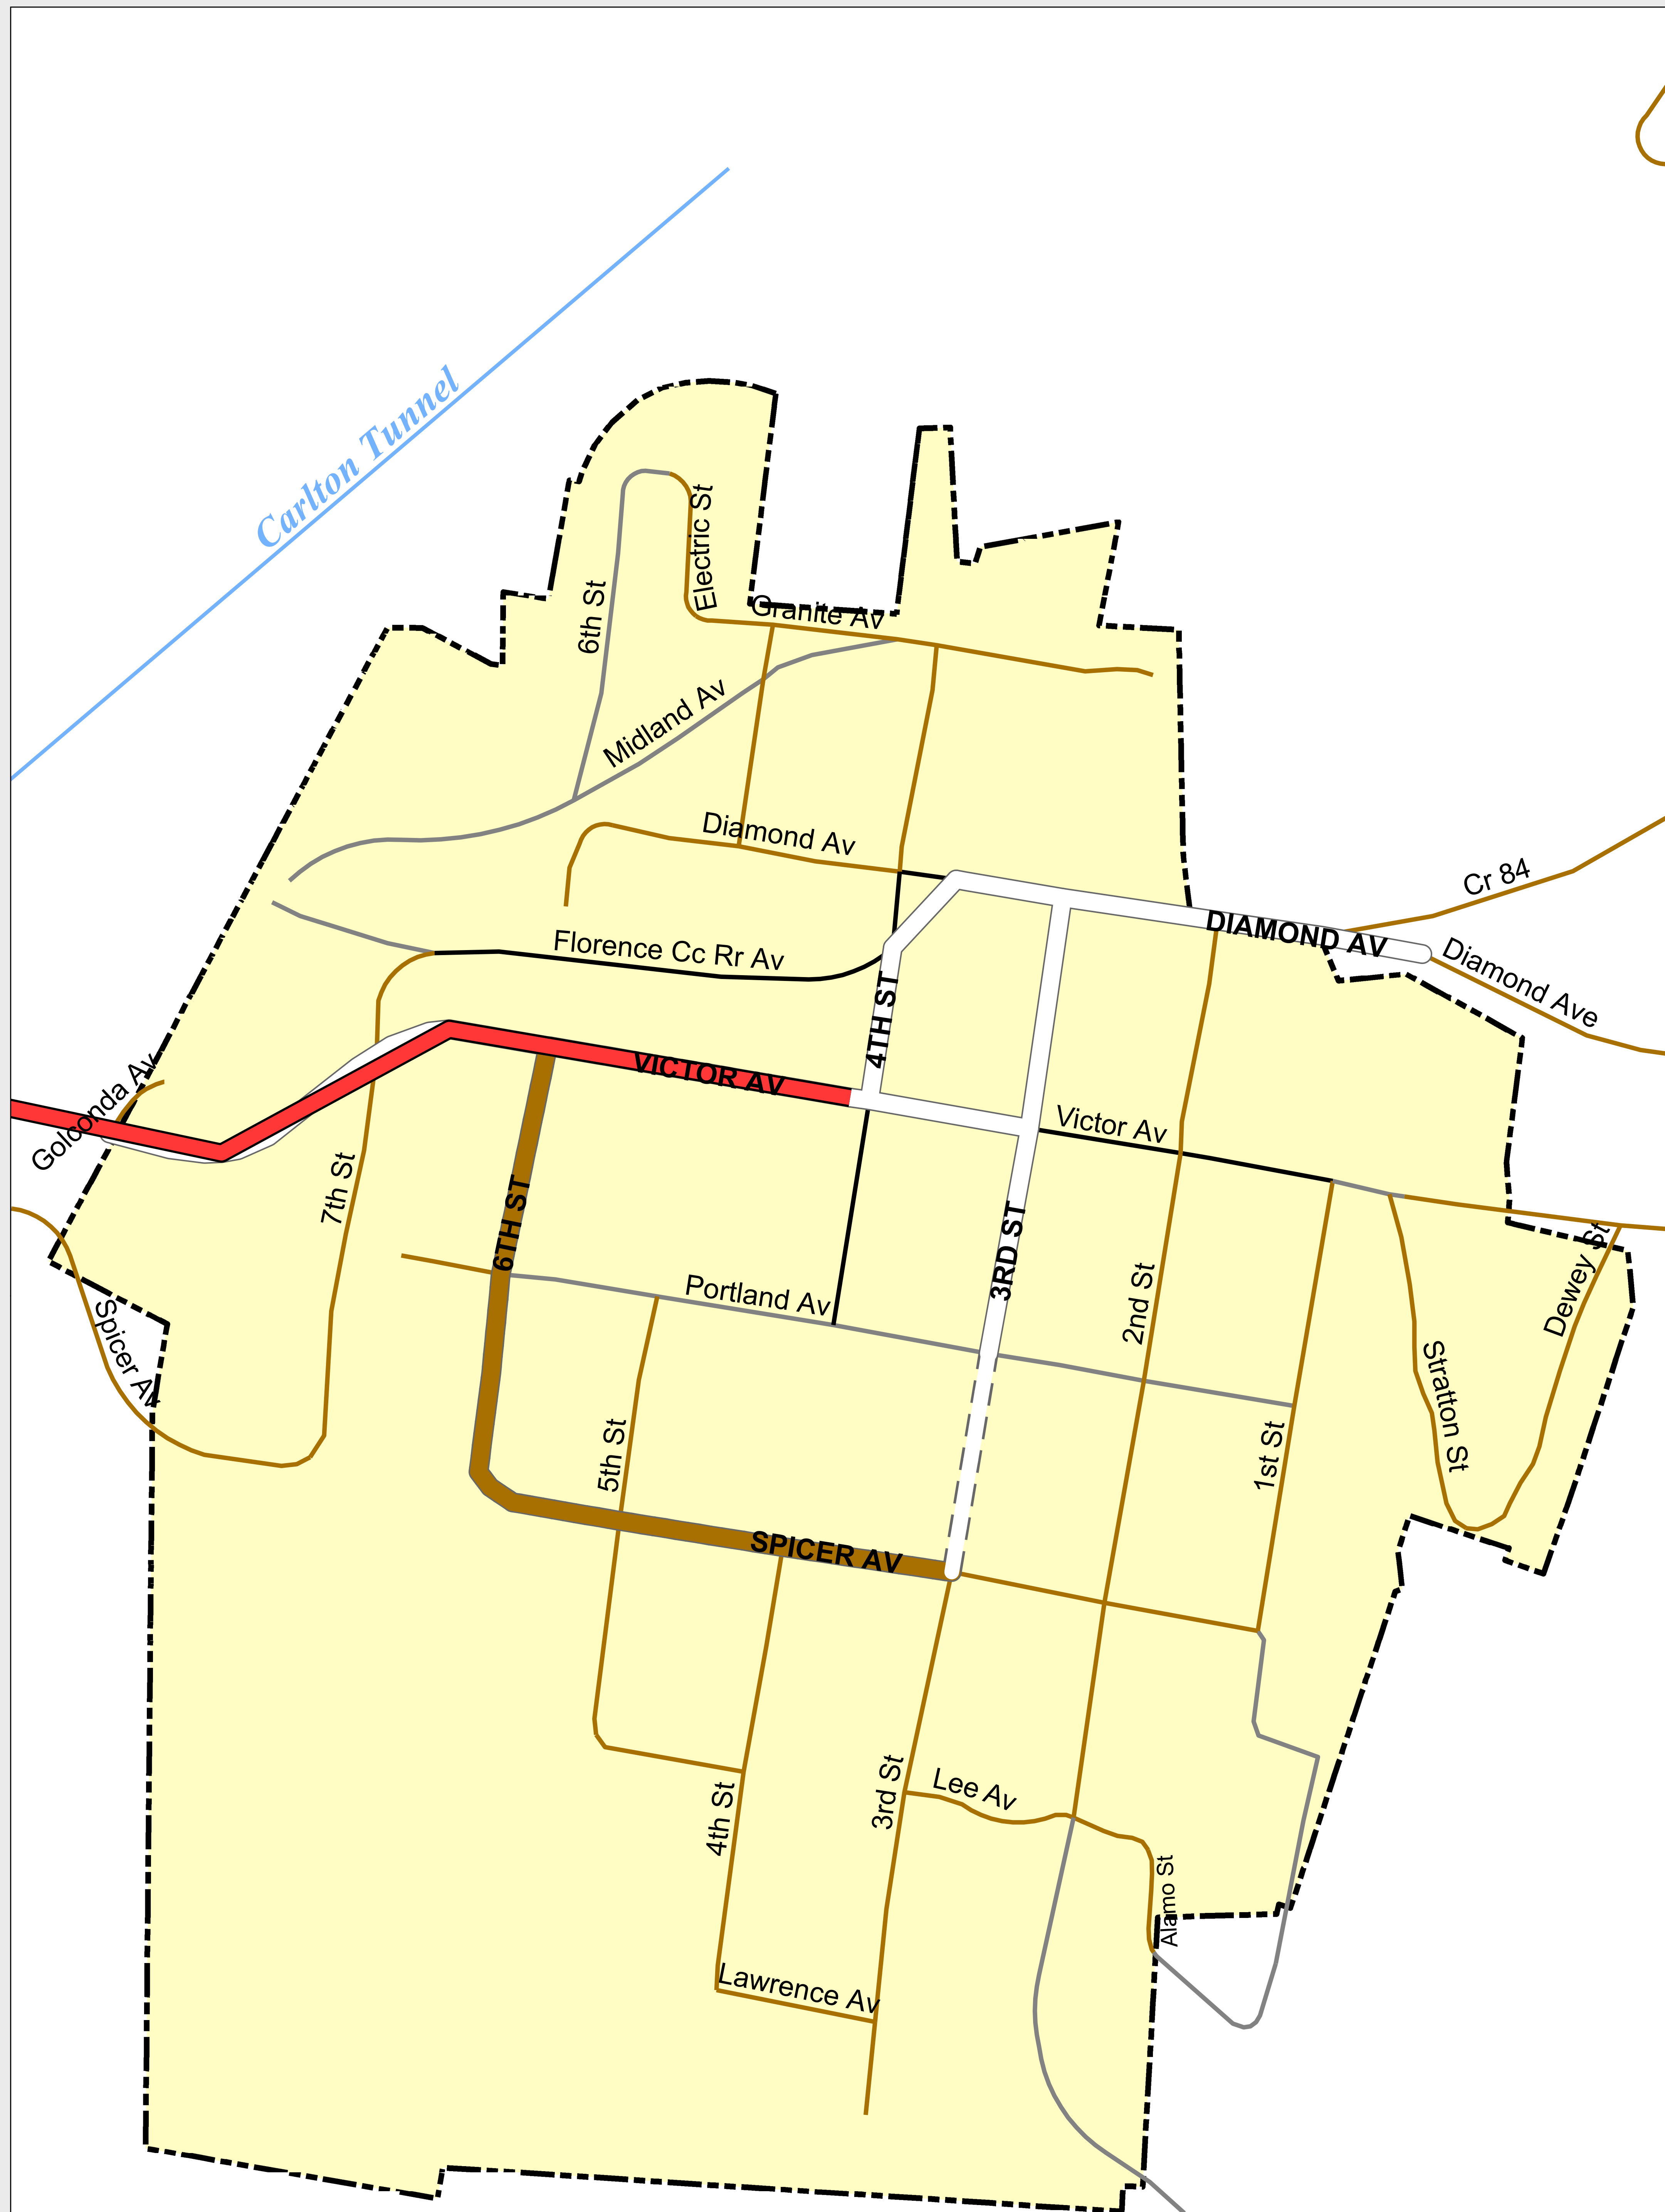 Carlton Tunnel
Electric St
6th St
Granite Av
Midland Av
Diamond Av
Cr 84
DIAMOND AV
Florence Cc Rr Av
Diamond Ave
4TH ST
VICTOR AV
Golconda Av
Victor Av
7th St
6TH ST
3RD ST
2nd St
Dewey St
Portland Av
Spicer Av
Stratton St
5th St
1st St
SPICER AV
4th St
3rd St
Lee Av
Alamo St
Lawrence Av